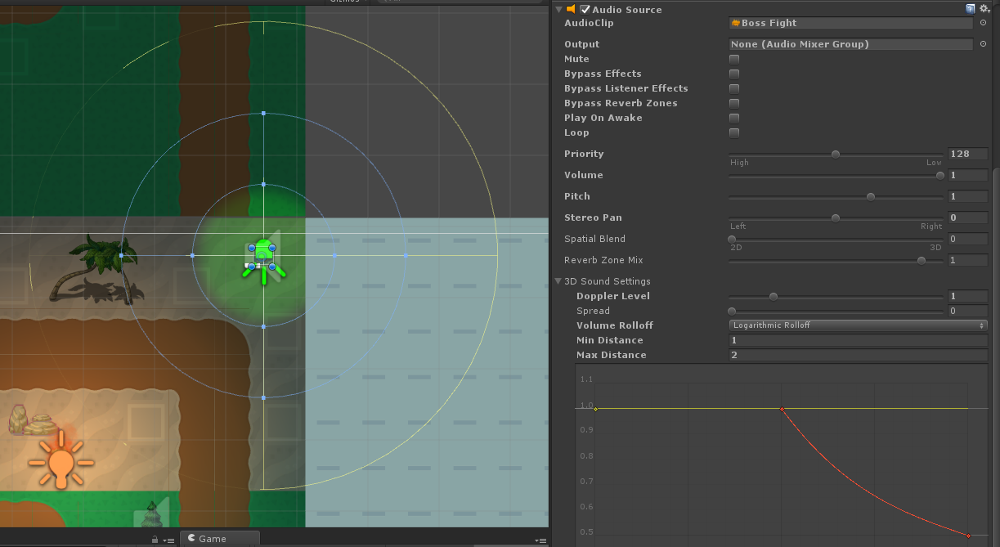 Audio Source
AudioClip Boss Fight
Output None (Audio Mixer Group)
Mute
Bypass Effects
Bypass Listener Effects
Bypass Reverb Zones
Play On Awake
Loop
Priority 128
High Low
Volume 1
Pitch 1
Stereo Pan 0
Left Right
Spatial Blend 0
2D 3D
Reverb Zone Mix 1
3D Sound Settings
Doppler Level 1
Spread 0
Volume Rolloff Logarithmic Rolloff
Min Distance 1
Max Distance 2
1.1
1.0
0.9
0.8
0.7
0.6
0.5
Game